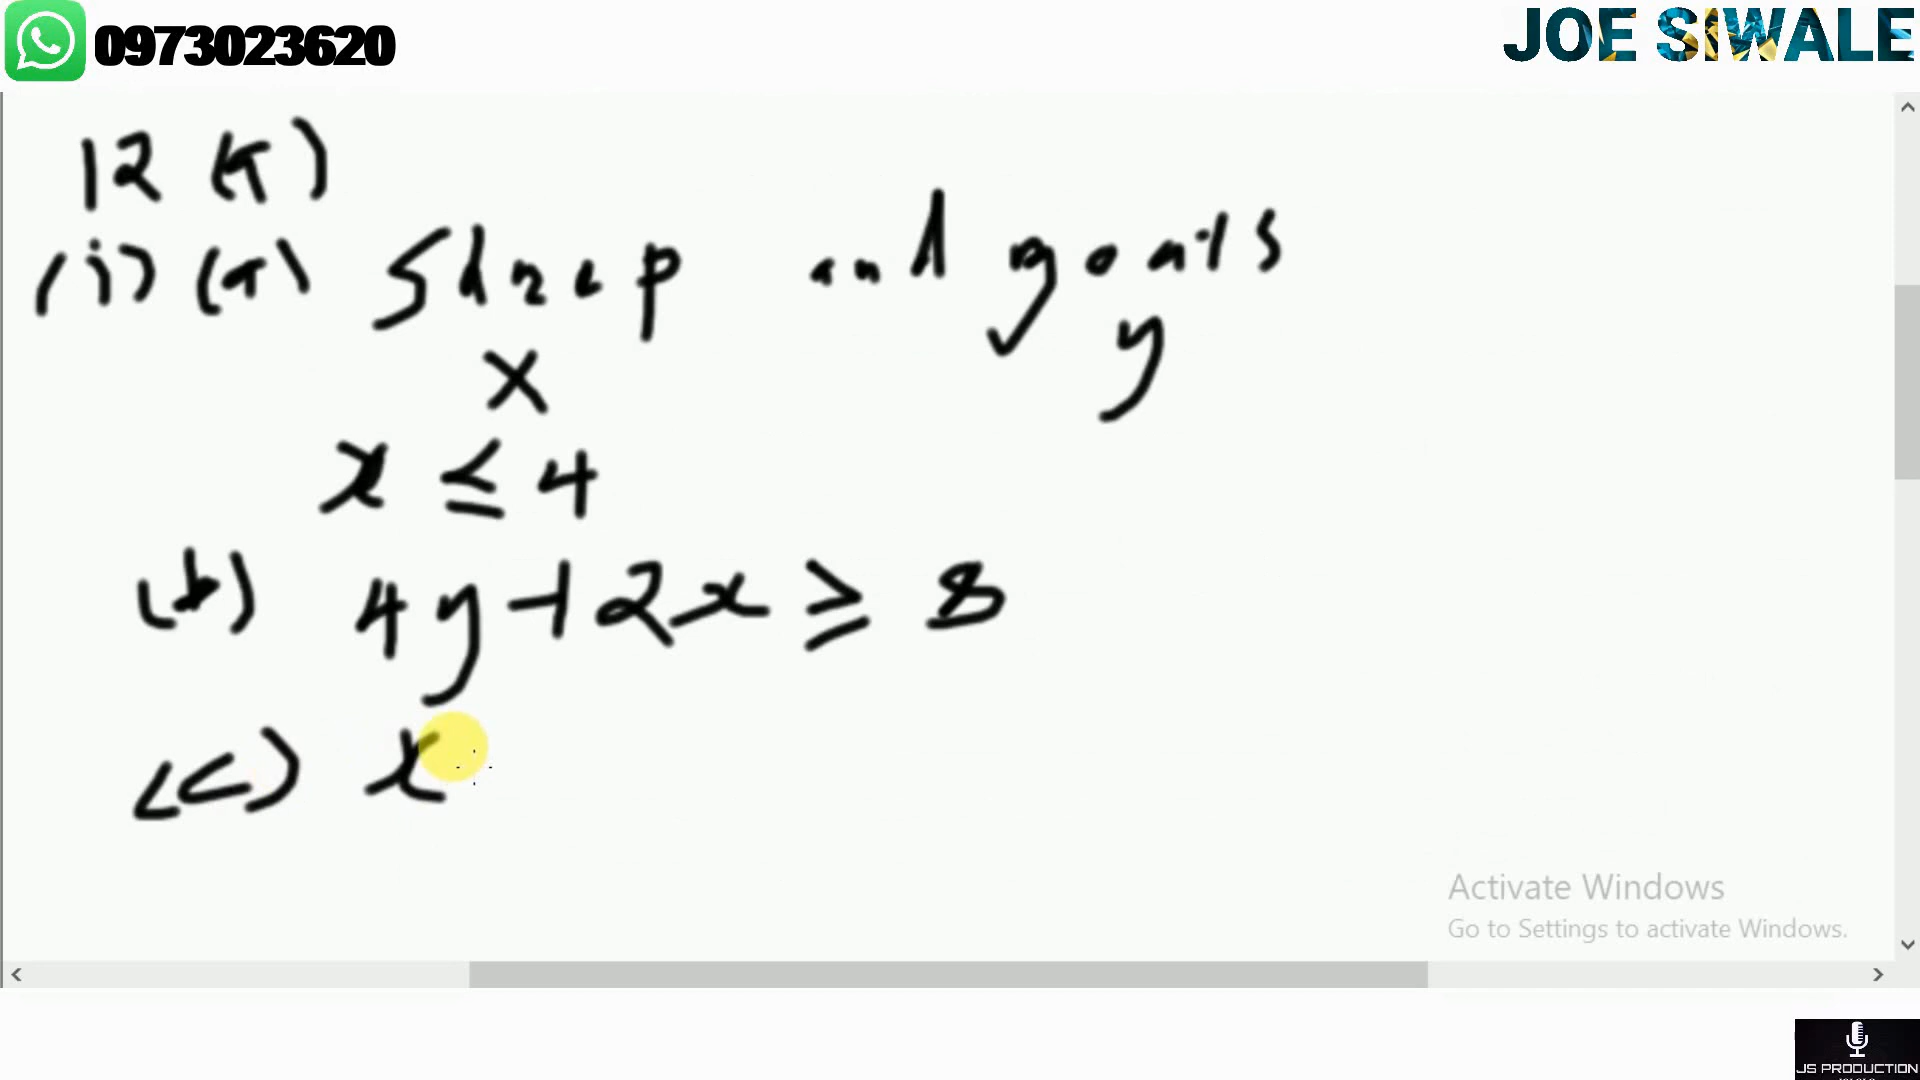 0973023620
JOE SIWALE
12 (a)
(i) (a) Sheep and goats
x y
x ≤ 4
(b) 4y + 2x ≥ 8
(c) x
Activate Windows
Go to Settings to activate Windows.
JS PRODUCTION